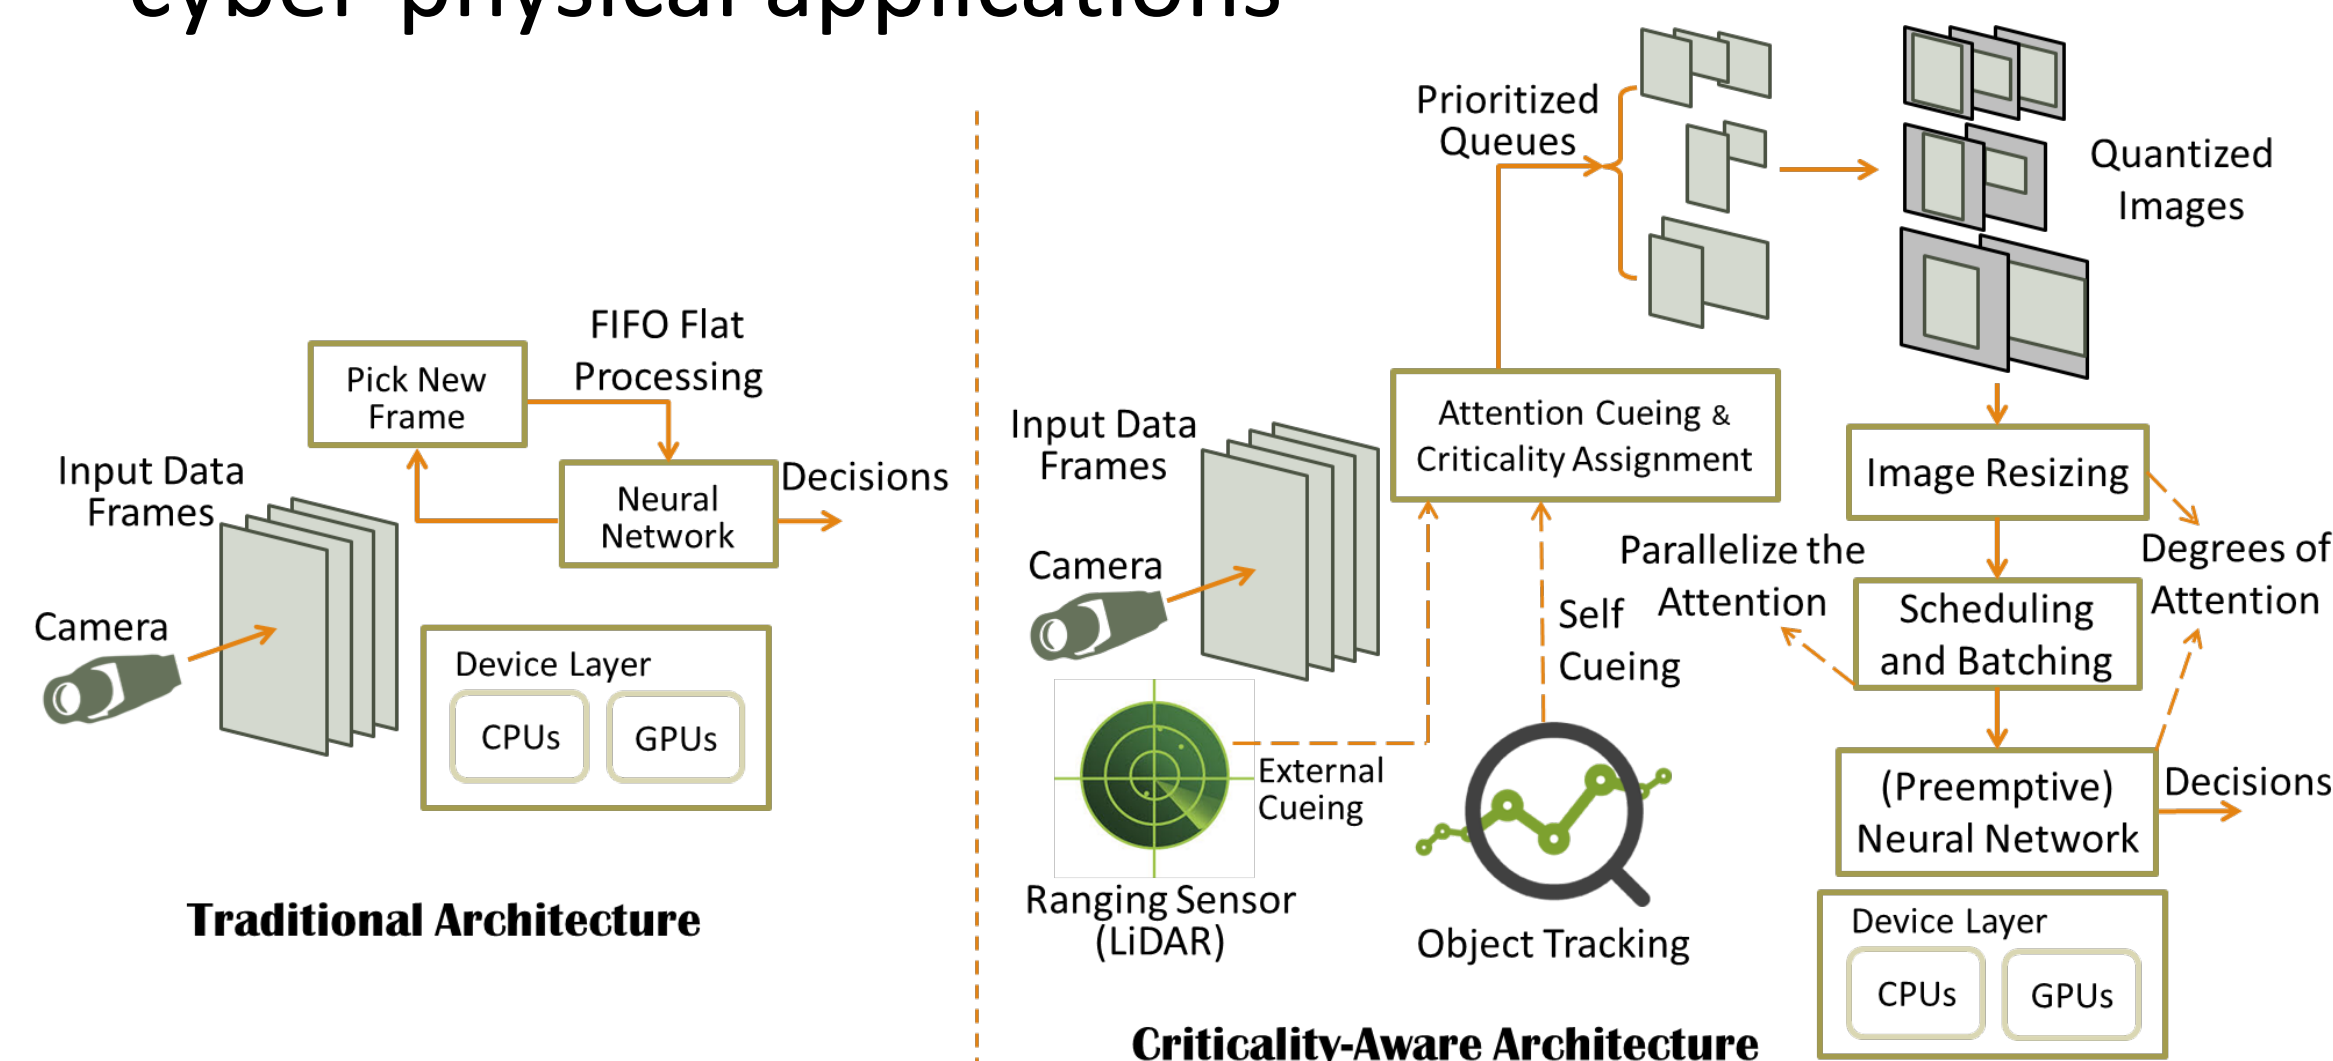 cyber-physical applications
FIFO Flat
Processing
Pick New
Frame
Input Data
Frames
Neural
Network
Decisions
Camera
Device Layer
CPUs
GPUs
Traditional Architecture
Prioritized
Queues
Quantized
Images
Attention Cueing &
Criticality Assignment
Input Data
Frames
Camera
Image Resizing
Parallelize the
Attention
Degrees of
Attention
Scheduling
and Batching
Self
Cueing
External
Cueing
(Preemptive)
Neural Network
Decisions
Ranging Sensor
(LiDAR)
Object Tracking
Device Layer
CPUs
GPUs
Criticality-Aware Architecture